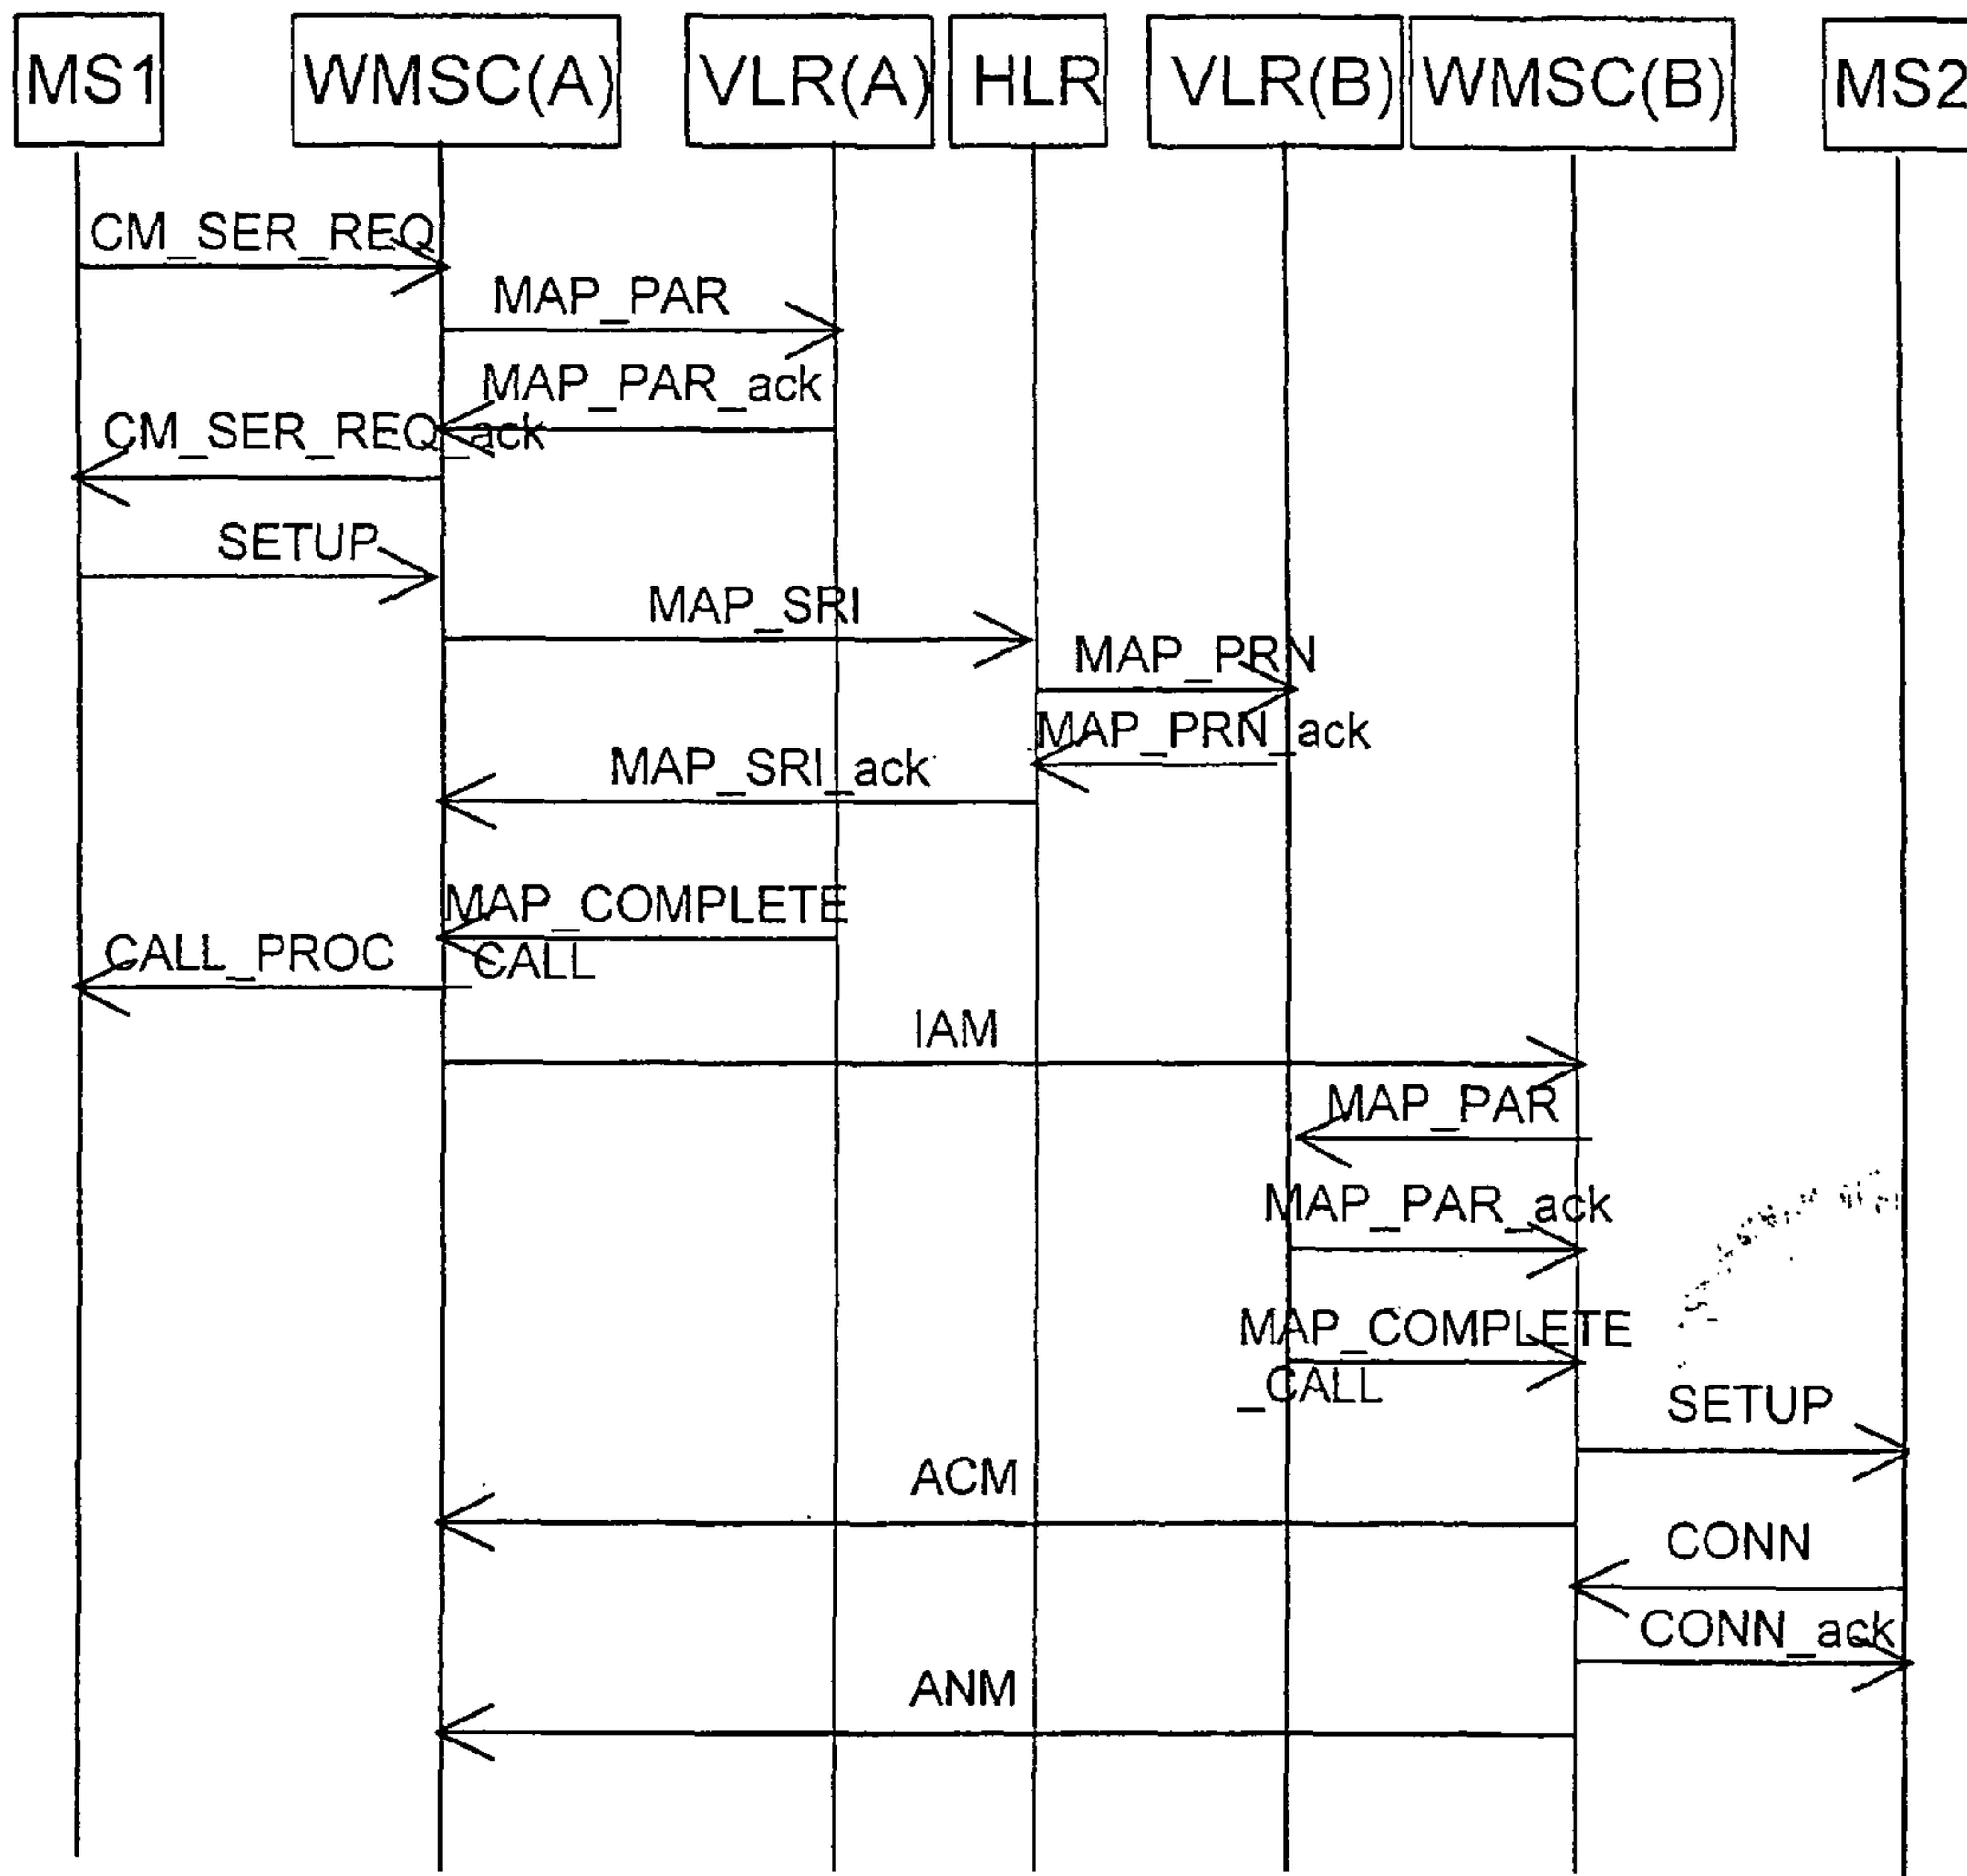 MS1
WMSC(A)
VLR(A)
HLR
VLR(B)
WMSC(B)
MS2
CM_SER_REQ
MAP_PAR
MAP_PAR_ack
CM_SER_REQ_ack
SETUP
MAP_SRI
MAP_PRN
MAP_PRN_ack
MAP_SRI_ack
MAP_COMPLETE
CALL
CALL_PROC
IAM
MAP_PAR
MAP_PAR_ack
MAP_COMPLETE
_CALL
SETUP
ACM
CONN
CONN_ack
ANM